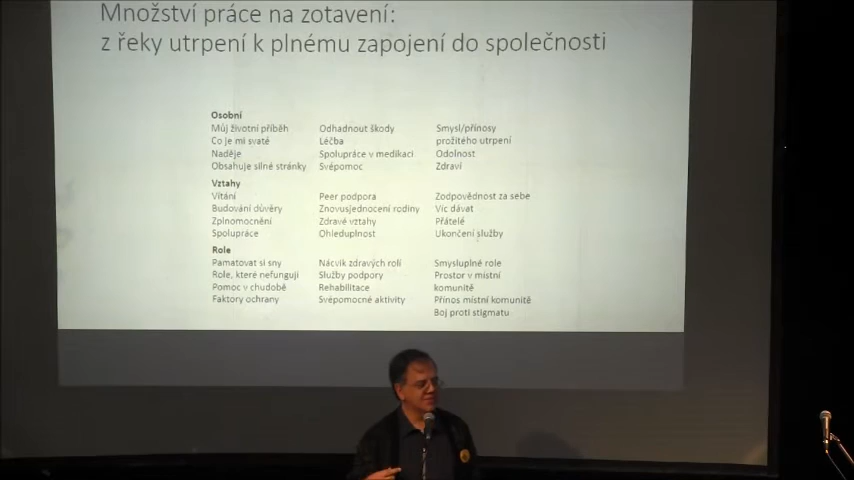 Množství práce na zotavení:
z řeky utrpení k plnému zapojení do společnosti
Osobní
Můj životní příběh Odhadnout škody Smysl/přínosy
Co je mi svaté Léčba prožitého utrpení
Naděje Spolupráce v medikaci Odolnost
Obsahuje silné stránky Svépomoc Zdraví
Vztahy
Vítání Peer podpora Zodpovědnost za sebe
Budování důvěry Znovusjednocení rodiny Víc dávat
Zplnomocnění Zdravé vztahy Přátelé
Spolupráce Ohleduplnost Ukončení služby
Role
Pamatovat si sny Nácvik zdravých rolí Smysluplné role
Role, které nefungují Služby podpory Prostor v místní
Pomoc v chudobě Rehabilitace komunitě
Faktory ochrany Svépomocné aktivity Přínos místní komunitě
Boj proti stigmatu